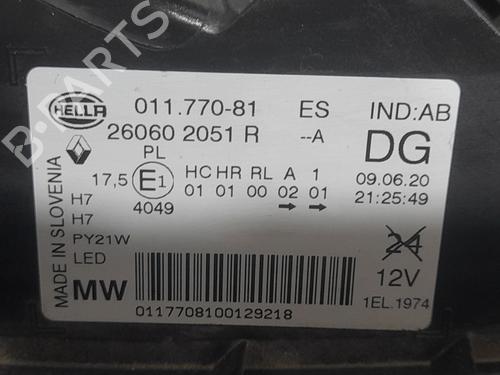 B-PARTS
HELLA
011.770-81 ES IND:AB
26060 2051 R --A DG
PL
17,5 E1 HC HR RL A 1 09.06.20
01 01 00 02 01
4049 → → 21:25:49
H7
H7
PY21W
LED
24
12V
MW
1EL.1974
0117708100129218
MADE IN SLOVENIA